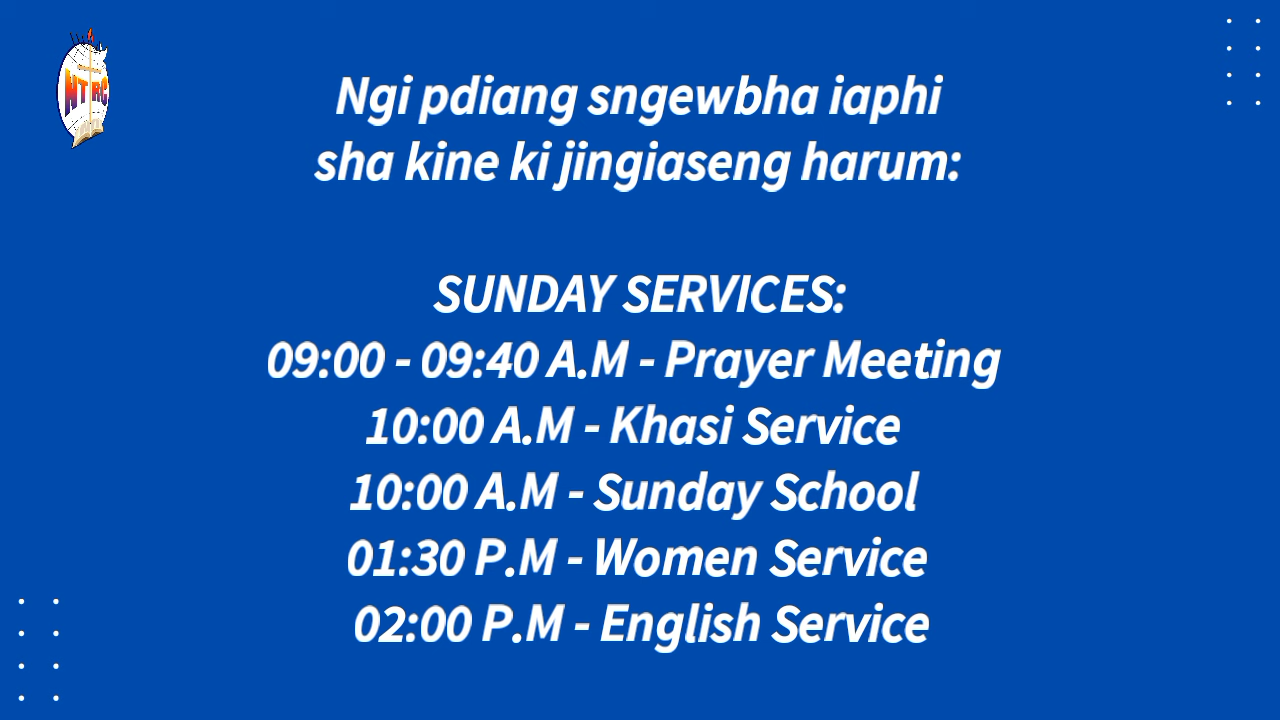 NTRC
Ngi pdiang sngewbha iaphi
sha kine ki jingiaseng harum:
SUNDAY SERVICES:
09:00 - 09:40 A.M - Prayer Meeting
10:00 A.M - Khasi Service
10:00 A.M - Sunday School
01:30 P.M - Women Service
02:00 P.M - English Service